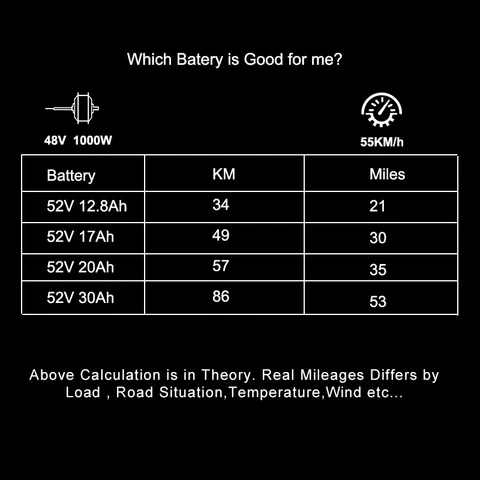 Which Batery is Good for me?
48V 1000W
55KM/h
Battery KM Miles
52V 12.8Ah 34 21
52V 17Ah 49 30
52V 20Ah 57 35
52V 30Ah 86 53
Above Calculation is in Theory. Real Mileages Differs by
Load , Road Situation,Temperature,Wind etc...